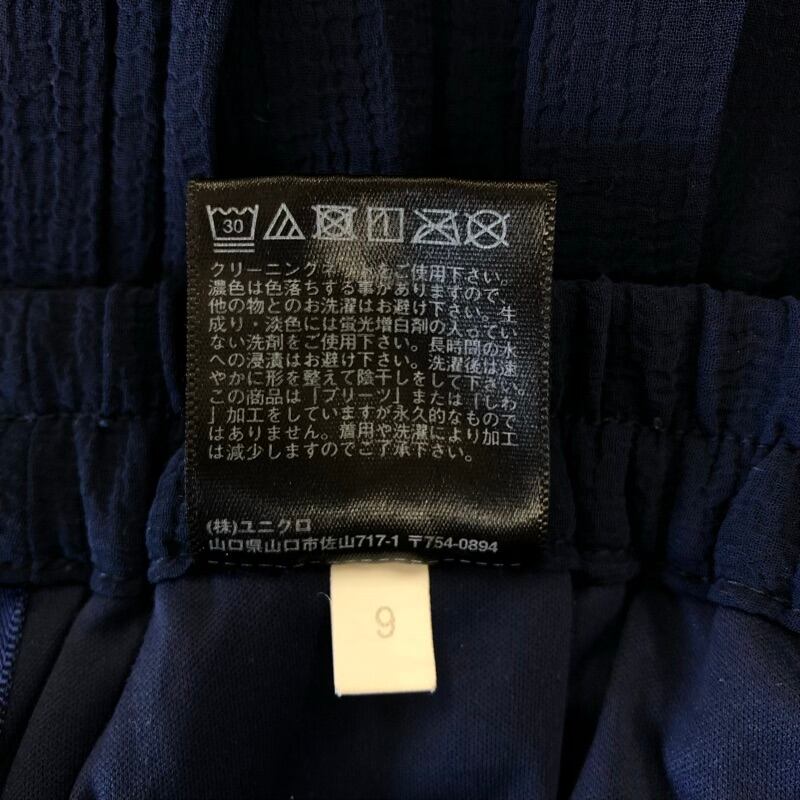 30
クリーニングネットをご使用下さい。
濃色は色落ちする事がありますので、
他の物とのお洗濯はお避け下さい。生
成り・淡色には蛍光増白剤の入ってい
ない洗剤をご使用下さい。長時間の水
への浸漬はお避け下さい。洗濯後は速
やかに形を整えて陰干しをして下さい。
この商品は「プリーツ」または「しわ
」加工をしていますが永久的なもので
はありません。着用や洗濯により加工
は減少しますのでご了承下さい。
(株)ユニクロ
山口県山口市佐山717-1 〒754-0894
9